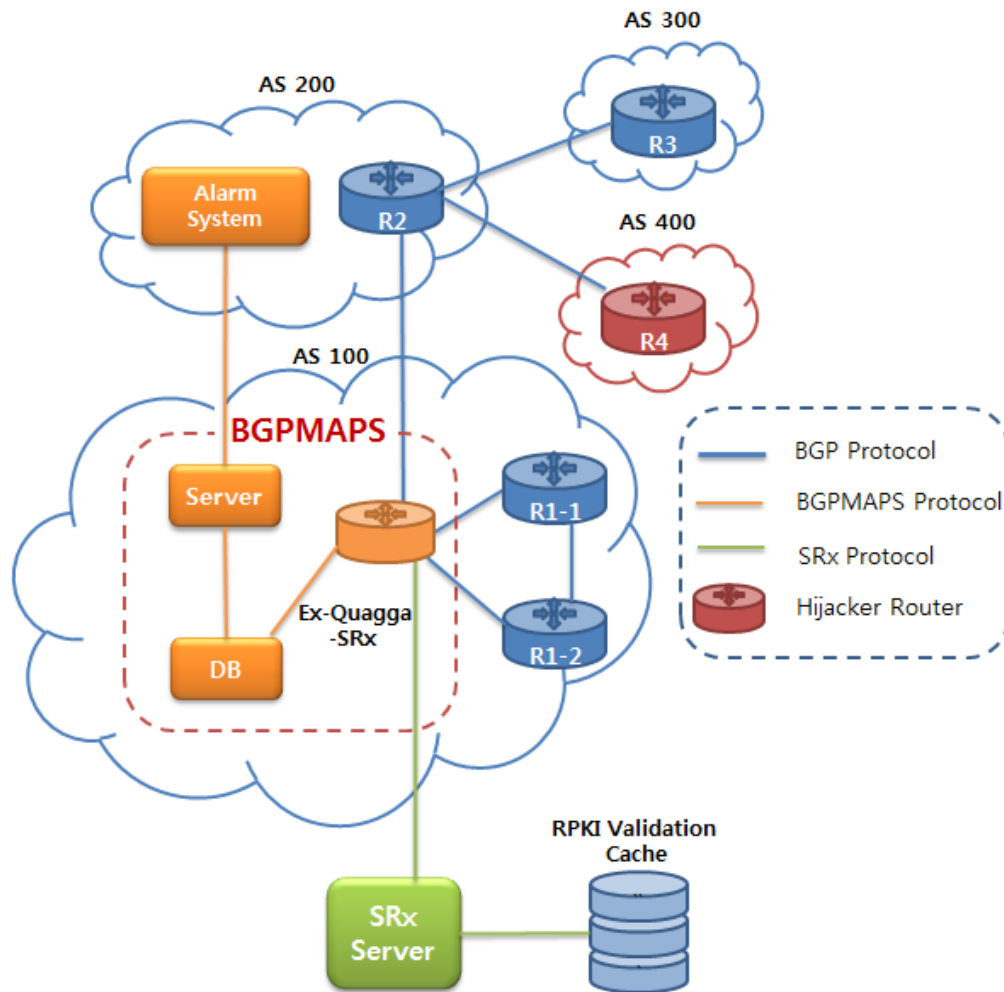 AS 300
AS 200
R3
Alarm
System
R2
AS 400
R4
AS 100
BGPMAPS
Server
R1-1
Ex-Quagga
-SRx
R1-2
DB
BGP Protocol
BGPMAPS Protocol
SRx Protocol
Hijacker Router
RPKI Validation
Cache
SRx
Server